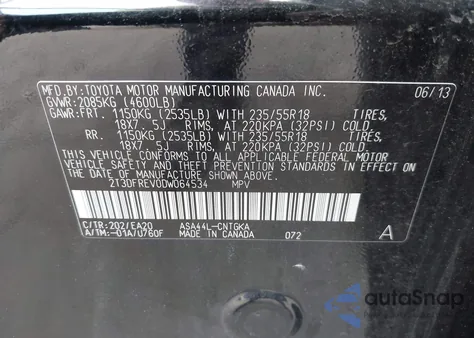 MFD.BY:TOYOTA MOTOR MANUFACTURING CANADA INC. 06/13
GVWR:2085KG (4600LB)
GAWR:FRT. 1150KG (2535LB) WITH 235/55R18 TIRES,
18X7.5J RIMS, AT 220KPA (32PSI) COLD.
RR. 1150KG (2535LB) WITH 235/55R18 TIRES,
18X7.5J RIMS, AT 220KPA (32PSI) COLD.
THIS VEHICLE CONFORMS TO ALL APPLICABLE FEDERAL MOTOR
VEHICLE SAFETY AND THEFT PREVENTION STANDARDS IN EFFECT
ON THE DATE OF MANUFACTURE SHOWN ABOVE.
2T3DFREV0DW064534 MPV
C/TR:202/EA20 ASA44L-CNTGKA
A/TM:-01A/U760F MADE IN CANADA 072 A
autoSnap